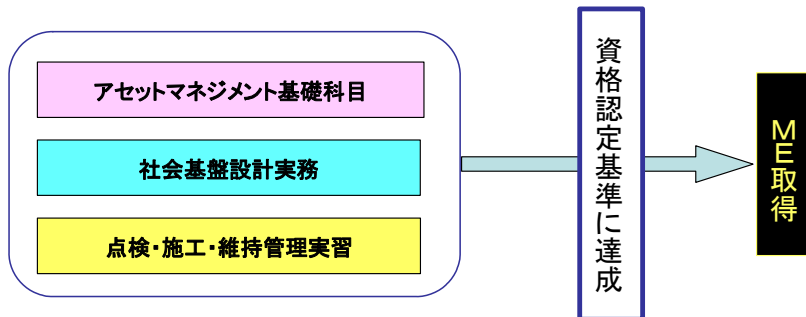 アセットマネジメント基礎科目
社会基盤設計実務
点検・施工・維持管理実習
資格認定基準に達成
ＭＥ取得